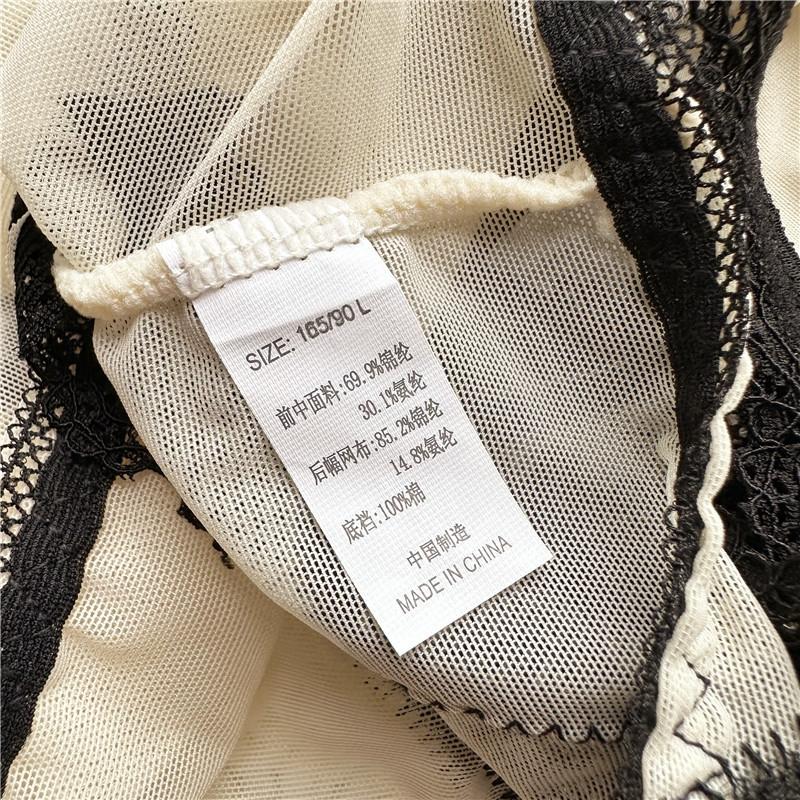 SIZE: 165/90 L
前中面料:69.9%锦纶
30.1%氨纶
后幅网布:85.2%锦纶
14.8%氨纶
底裆:100%棉
中国制造
MADE IN CHINA